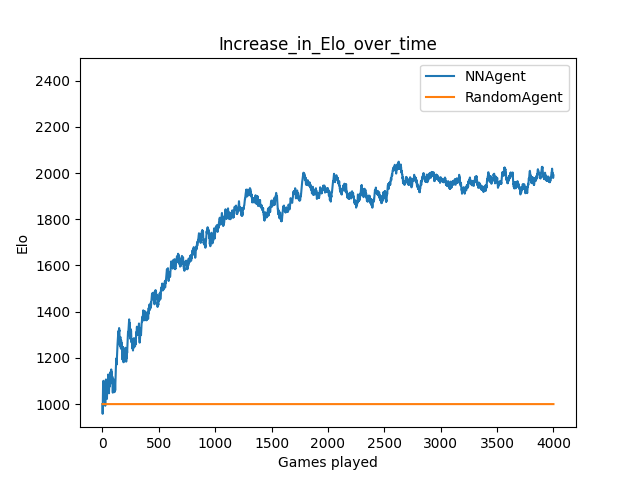 Increase_in_Elo_over_time
NNAgent
RandomAgent
2400
2200
2000
1800
1600
1400
1200
1000
Elo
0 500 1000 1500 2000 2500 3000 3500 4000
Games played